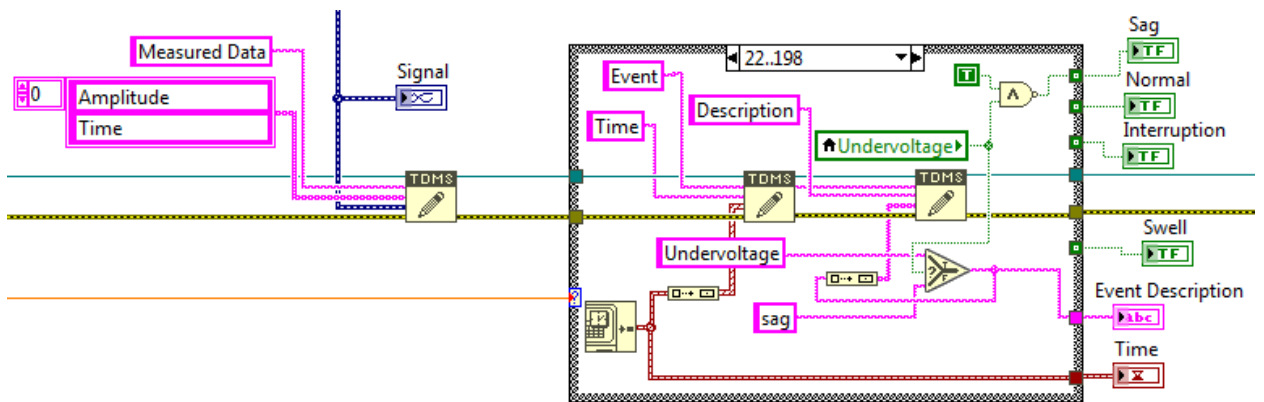 Measured Data
0
Amplitude
Time
Signal
TDMS
22..198
Event
Time
Description
T
Undervoltage
TDMS
TDMS
Undervoltage
sag
?
?
T
F
Sag
TF
Normal
TF
Interruption
TF
Swell
TF
Event Description
abc
Time